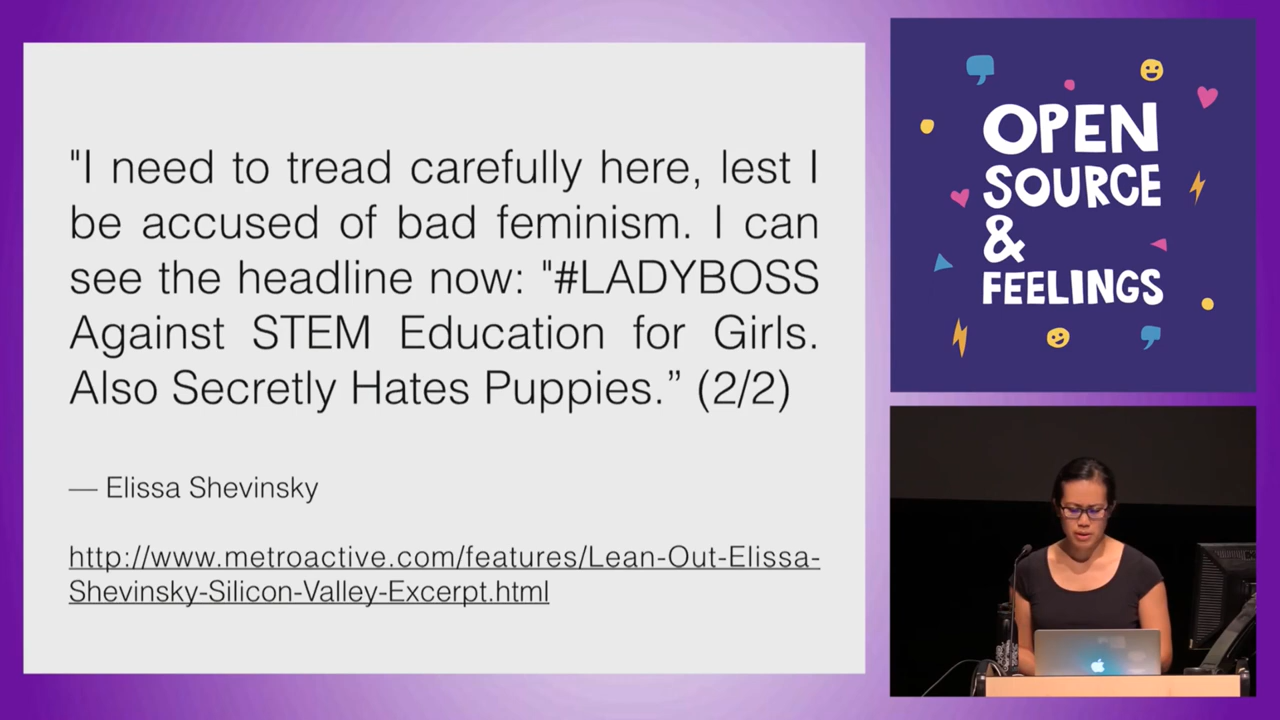 "I need to tread carefully here, lest I
be accused of bad feminism. I can
see the headline now: "#LADYBOSS
Against STEM Education for Girls.
Also Secretly Hates Puppies.” (2/2)
— Elissa Shevinsky
http://www.metroactive.com/features/Lean-Out-Elissa-
Shevinsky-Silicon-Valley-Excerpt.html
OPEN
SOURCE
&
FEELINGS